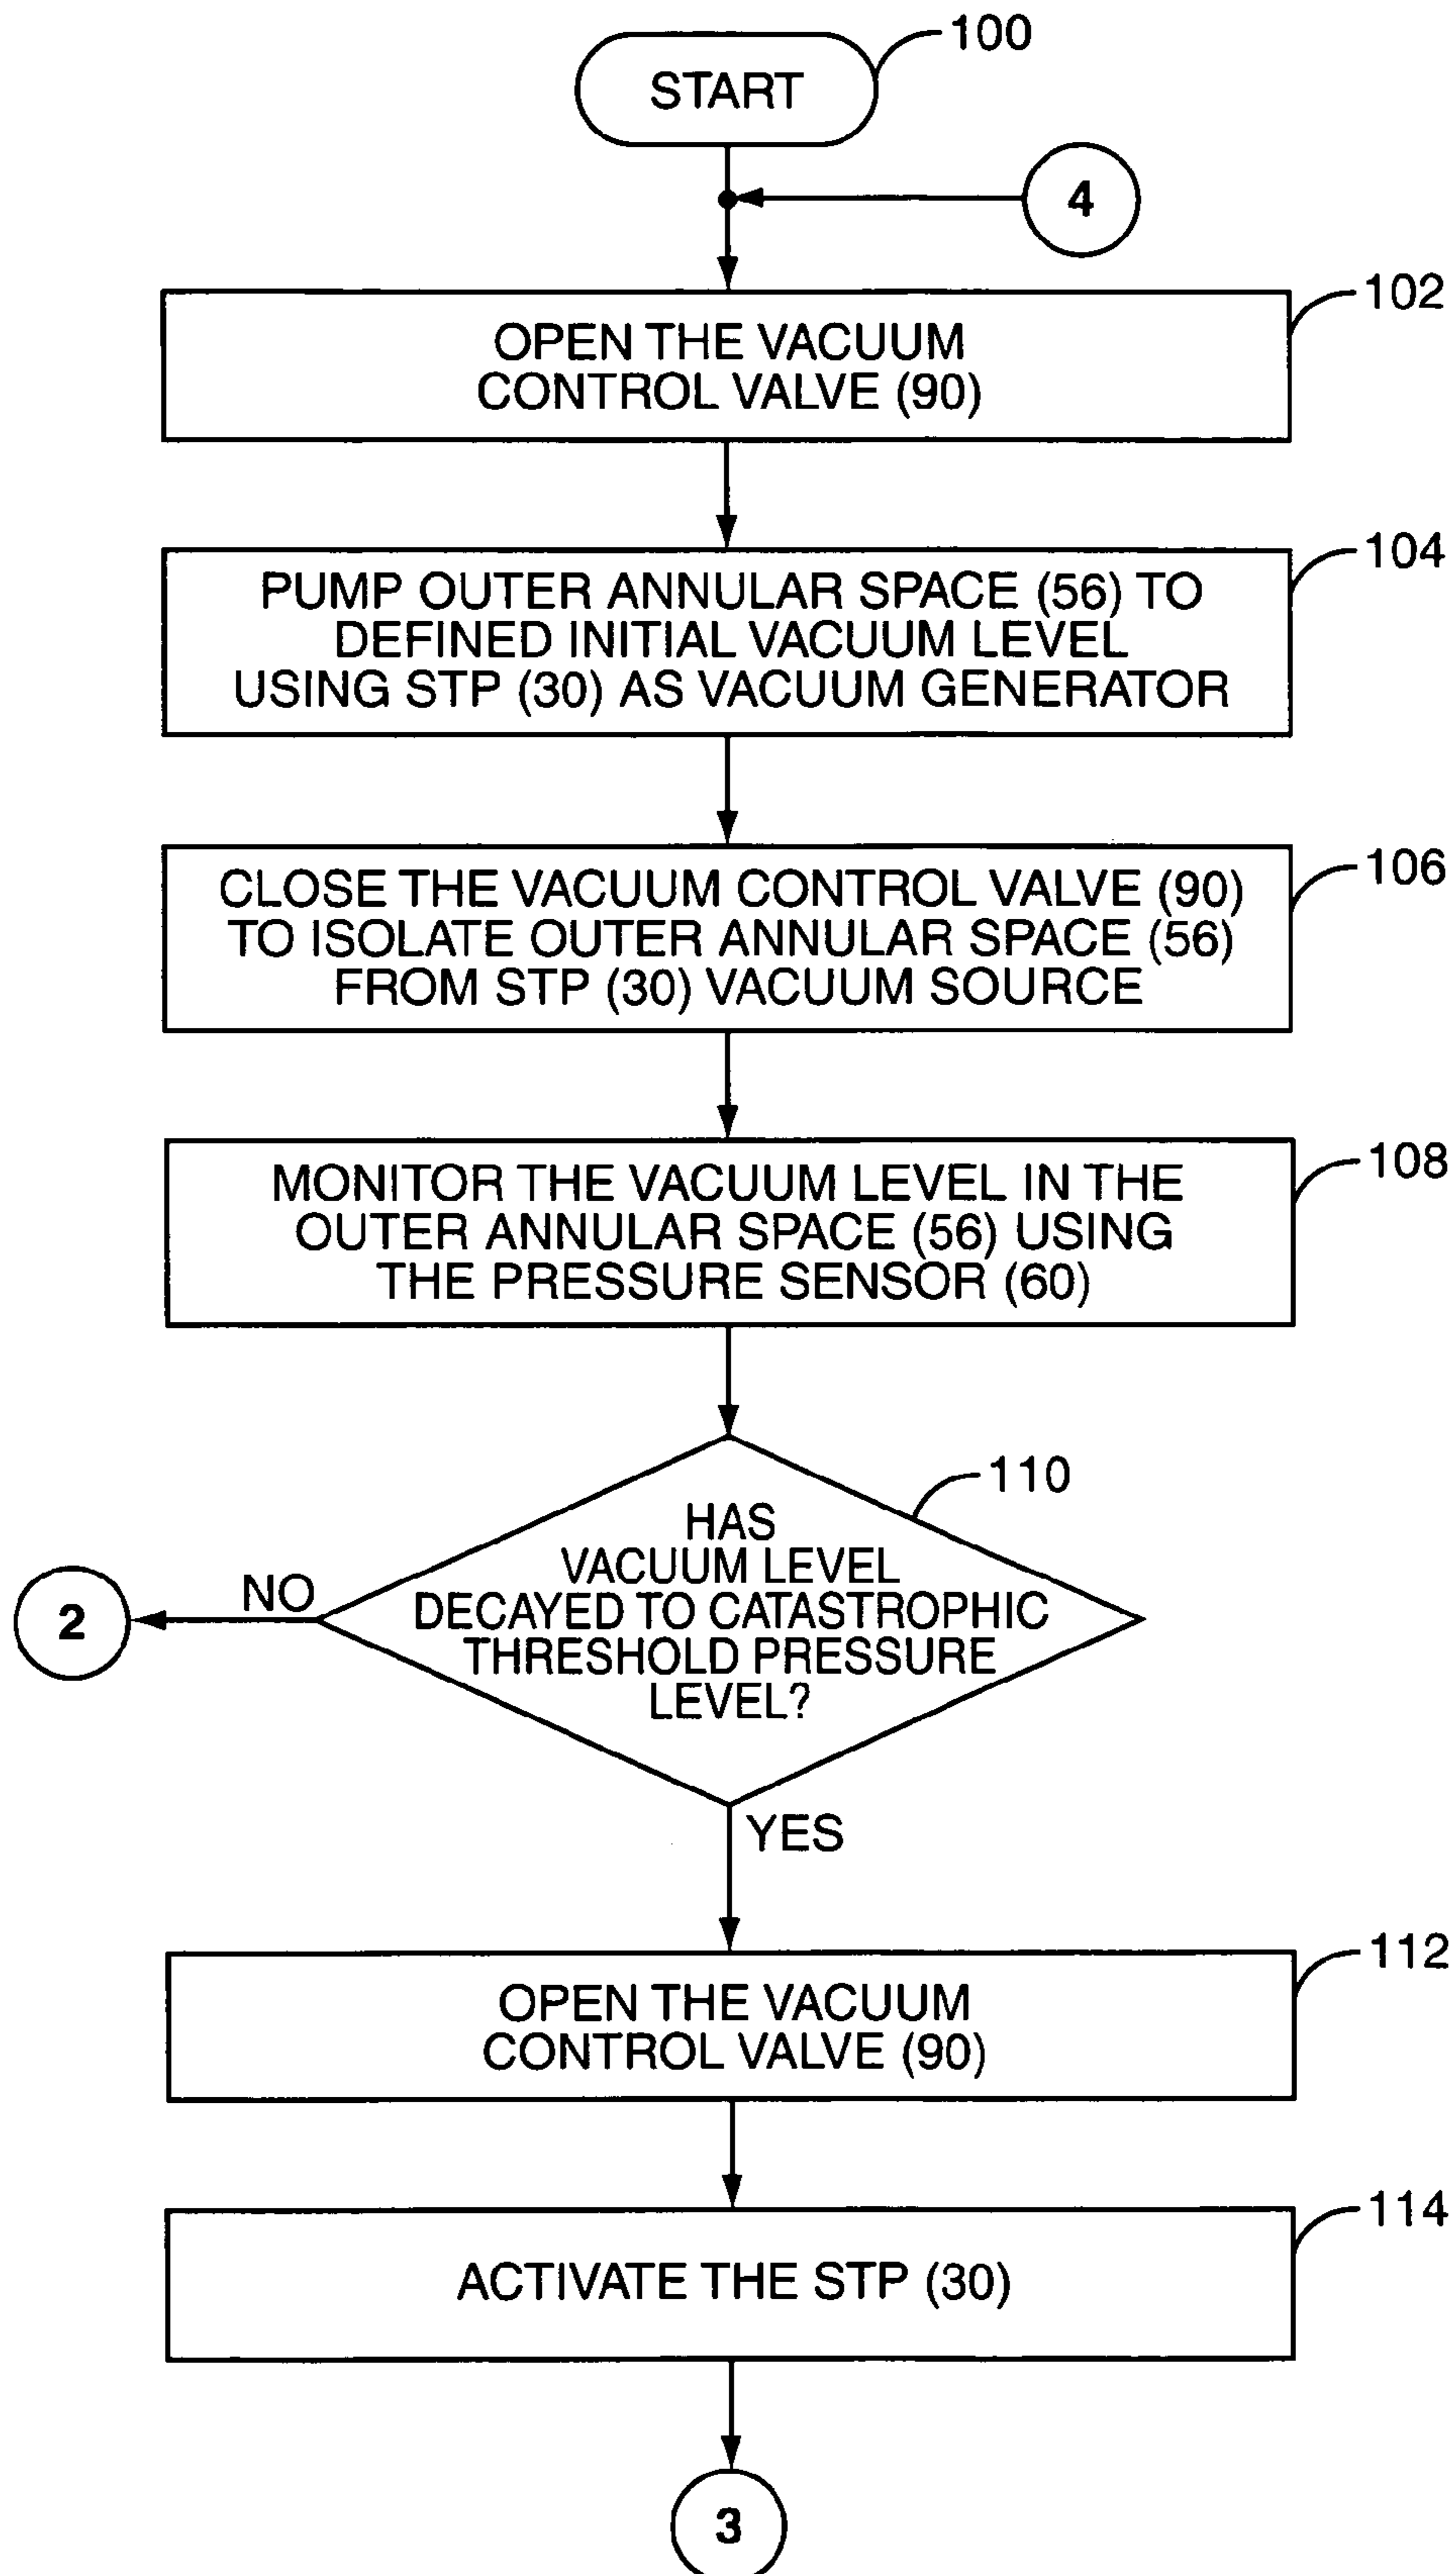 100
START
4
102
OPEN THE VACUUM
CONTROL VALVE (90)
104
PUMP OUTER ANNULAR SPACE (56) TO
DEFINED INITIAL VACUUM LEVEL
USING STP (30) AS VACUUM GENERATOR
106
CLOSE THE VACUUM CONTROL VALVE (90)
TO ISOLATE OUTER ANNULAR SPACE (56)
FROM STP (30) VACUUM SOURCE
108
MONITOR THE VACUUM LEVEL IN THE
OUTER ANNULAR SPACE (56) USING
THE PRESSURE SENSOR (60)
110
HAS
VACUUM LEVEL
DECAYED TO CATASTROPHIC
THRESHOLD PRESSURE
LEVEL?
NO
2
YES
112
OPEN THE VACUUM
CONTROL VALVE (90)
114
ACTIVATE THE STP (30)
3